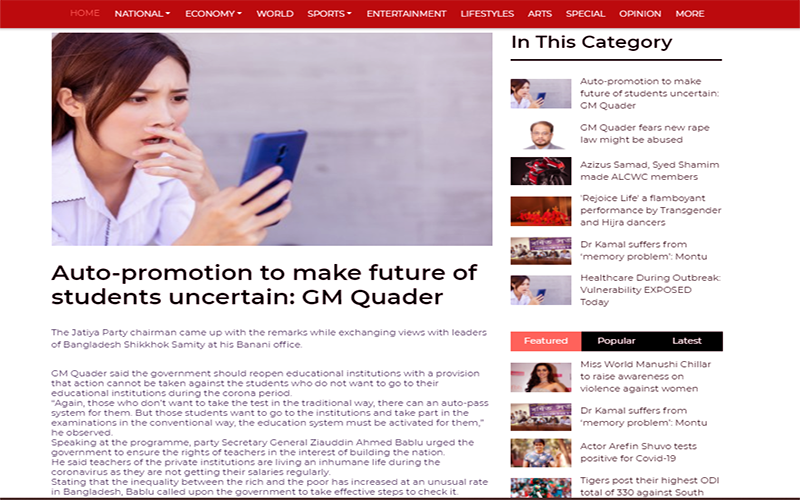 HOME NATIONAL ECONOMY WORLD SPORTS ENTERTAINMENT LIFESTYLES ARTS SPECIAL OPINION MORE
Auto-promotion to make future of
students uncertain: GM Quader
The Jatiya Party chairman came up with the remarks while exchanging views with leaders
of Bangladesh Shikkhok Samity at his Banani office.
GM Quader said the government should reopen educational institutions with a provision
that action cannot be taken against the students who do not want to go to their
educational institutions during the corona period.
“Again, those who don’t want to take the test in the traditional way, there can an auto-pass
system for them. But those students want to go to the institutions and take part in the
examinations in the conventional way, the education system must be activated for them,”
he observed.
Speaking at the programme, party Secretary General Ziauddin Ahmed Bablu urged the
government to ensure the rights of teachers in the interest of building the nation.
He said teachers of the private institutions are living an inhumane life during the
coronavirus as they are not getting their salaries regularly.
Stating that the inequality between the rich and the poor has increased at an unusual rate
in Bangladesh, Bablu called upon the government to take effective steps to check it.
In This Category
Auto-promotion to make
future of students uncertain:
GM Quader
GM Quader fears new rape
law might be abused
Azizus Samad, Syed Shamim
made ALCWC members
'Rejoice Life' a flamboyant
performance by Transgender
and Hijra dancers
Dr Kamal suffers from
‘memory problem’: Montu
Healthcare During Outbreak:
Vulnerability EXPOSED
Today
Featured Popular Latest
Miss World Manushi Chillar
to raise awareness on
violence against women
Dr Kamal suffers from
‘memory problem’: Montu
Actor Arefin Shuvo tests
positive for Covid-19
Tigers post their highest ODI
total of 330 against South